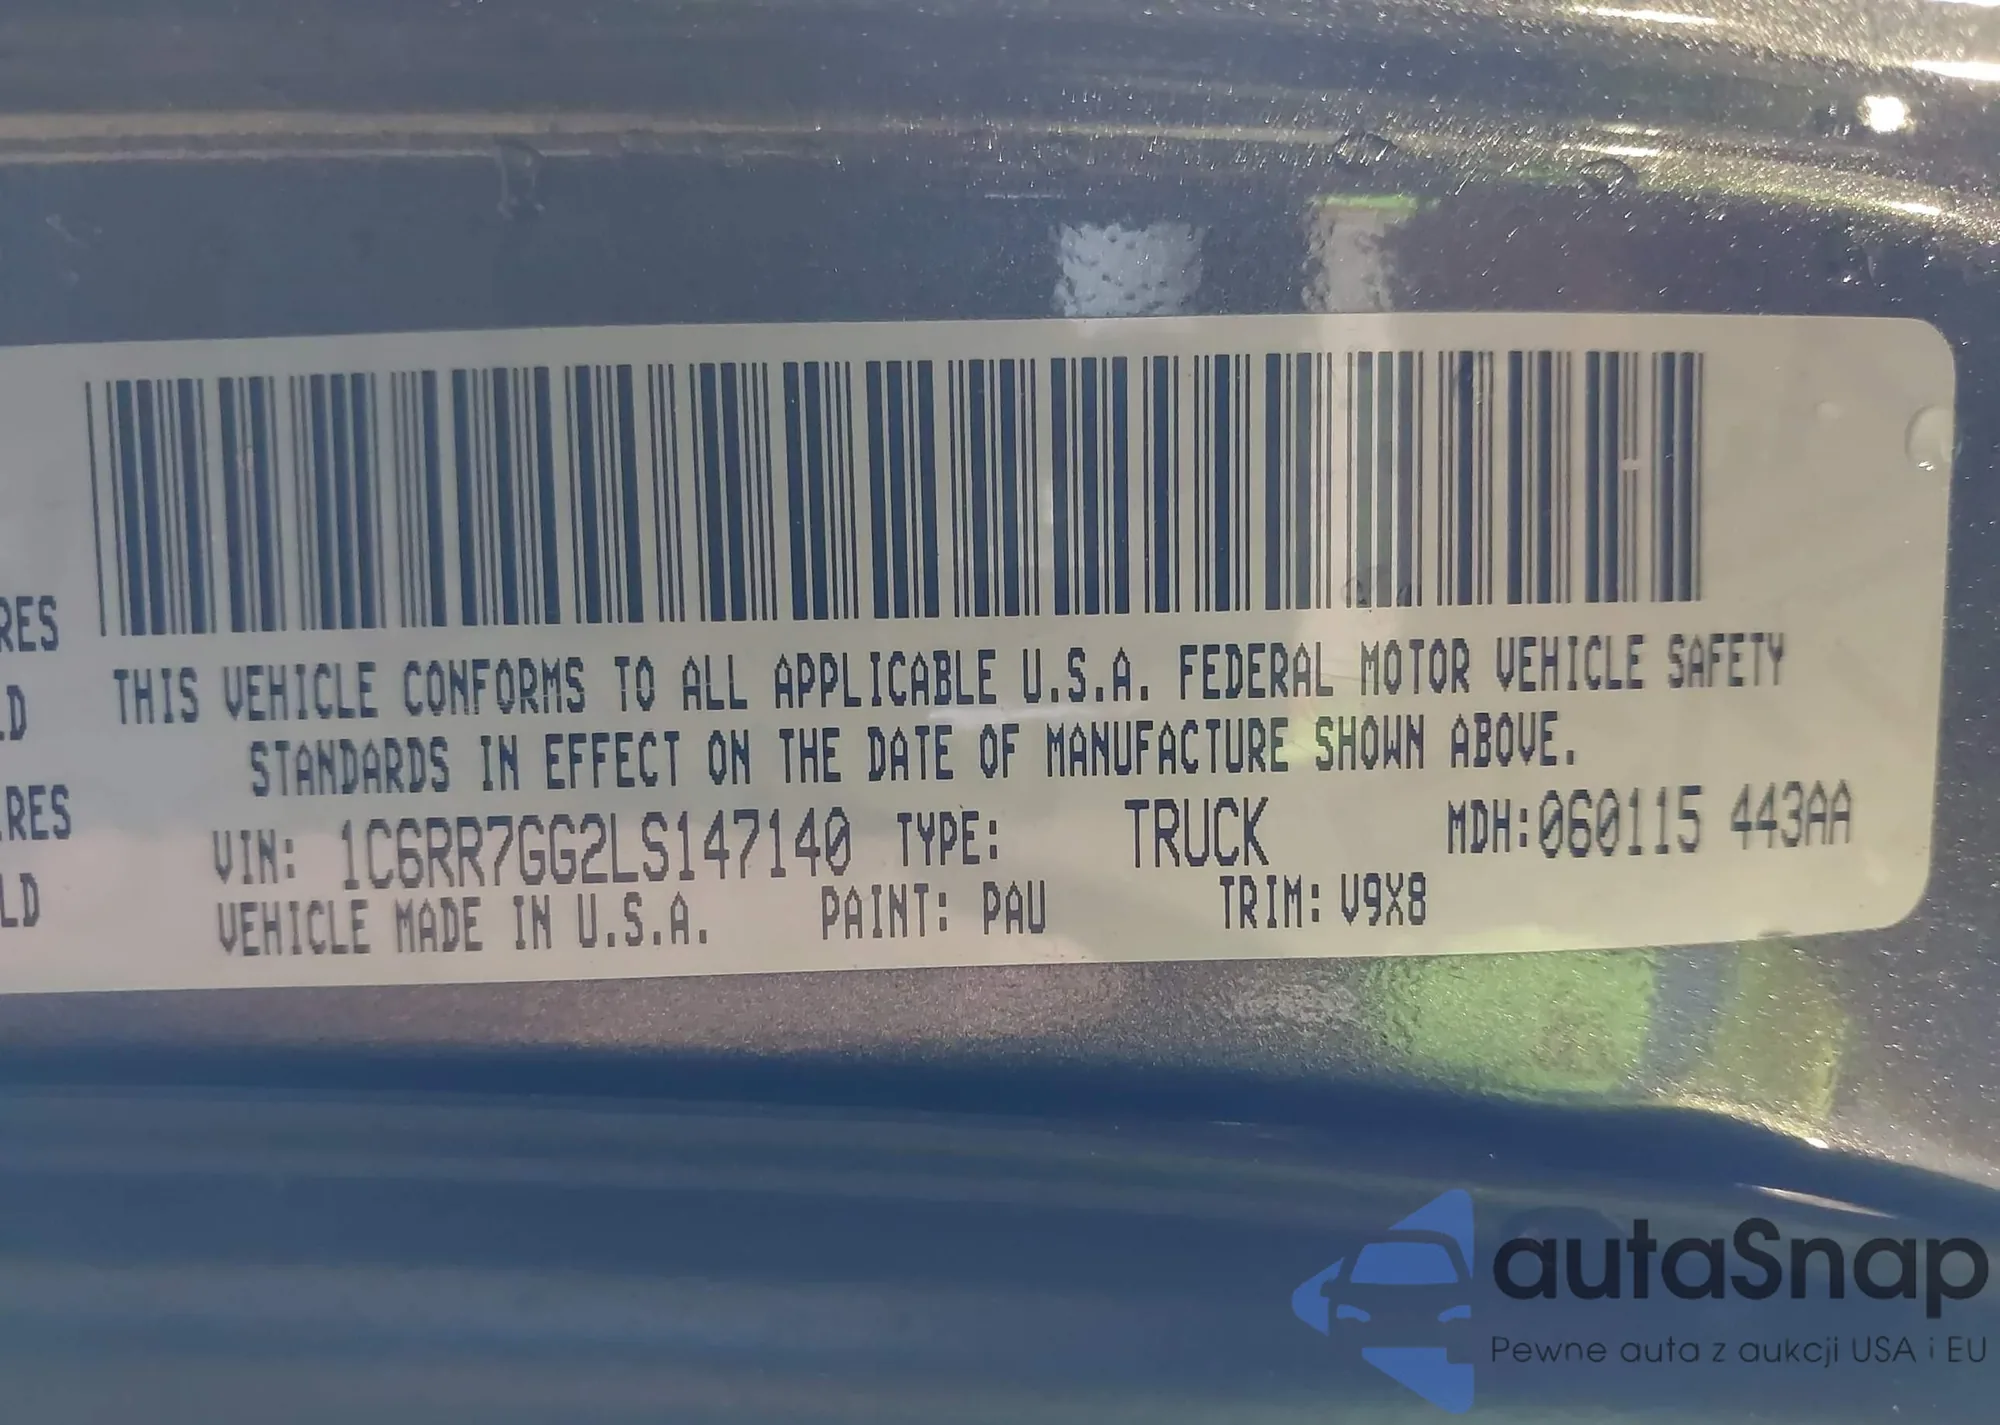 RES
LD
RES
LD
THIS VEHICLE CONFORMS TO ALL APPLICABLE U.S.A. FEDERAL MOTOR VEHICLE SAFETY
STANDARDS IN EFFECT ON THE DATE OF MANUFACTURE SHOWN ABOVE.
VIN: 1C6RR7GG2LS147140 TYPE: TRUCK MDH:060115 443AA
VEHICLE MADE IN U.S.A. PAINT: PAU TRIM: V9X8
autaSnap
Pewne auta z aukcji USA i EU